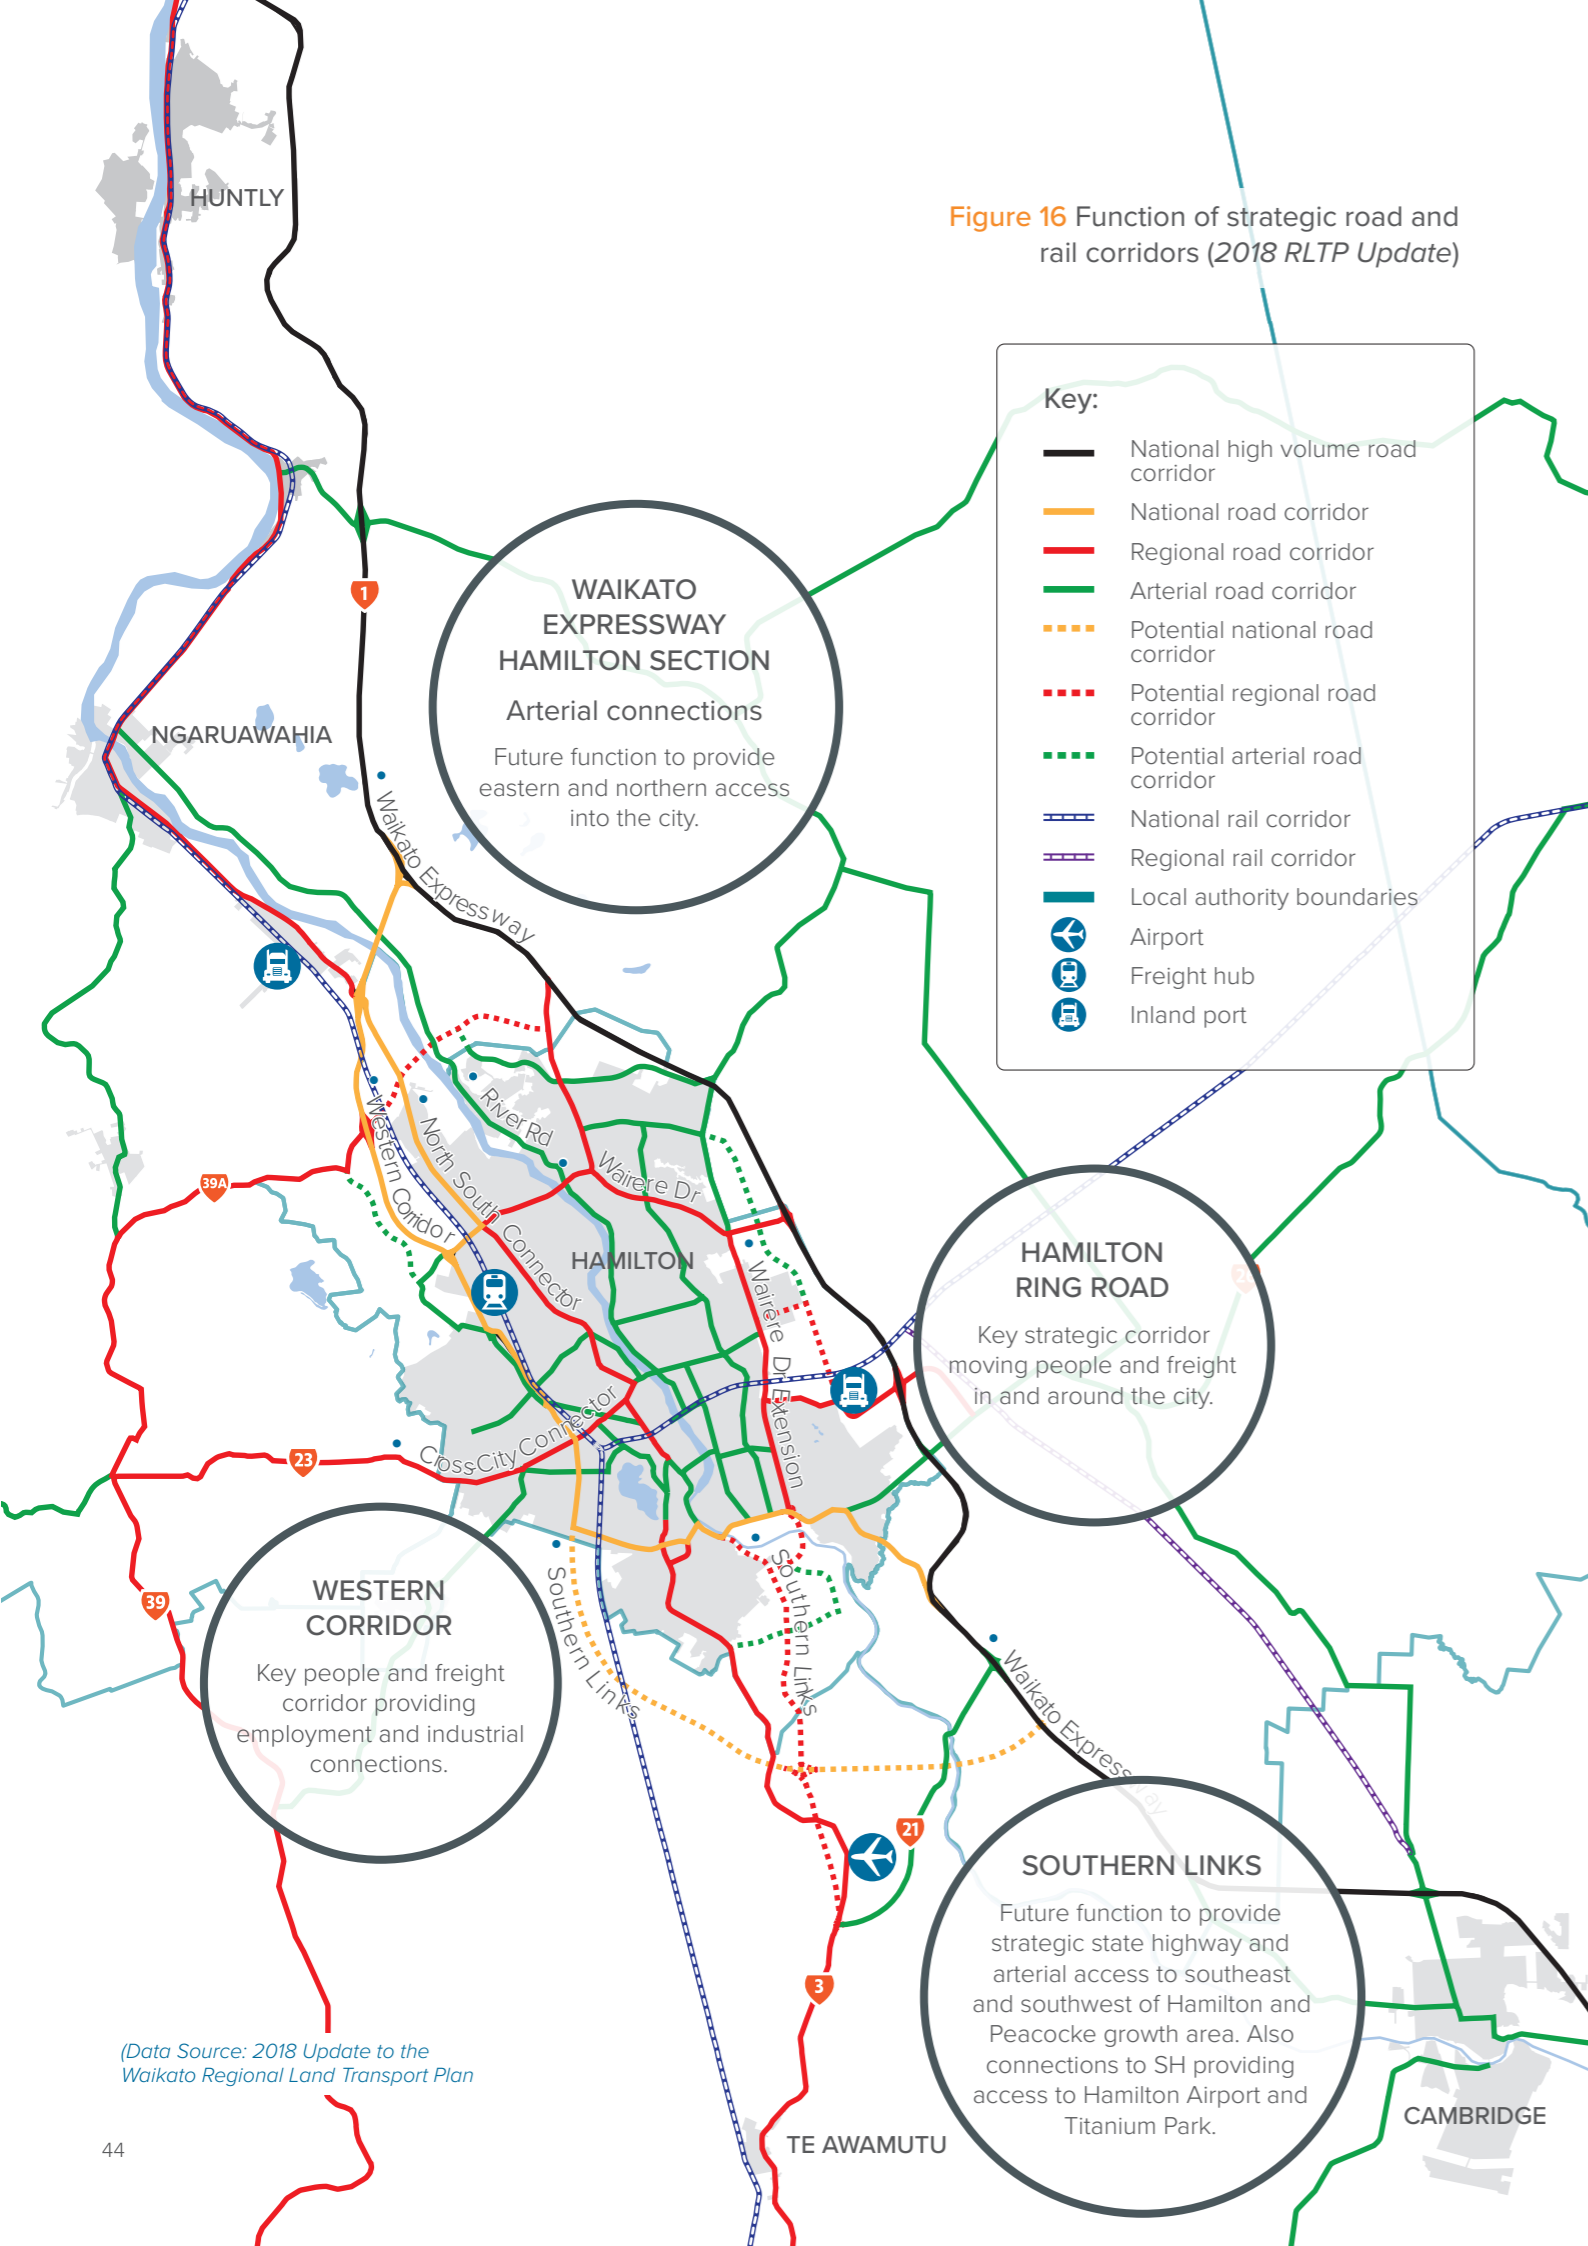 HUNTLY
Figure 16 Function of strategic road and
rail corridors (2018 RLTP Update)
Key:
National high volume road
corridor
National road corridor
Regional road corridor
Arterial road corridor
Potential national road
corridor
Potential regional road
corridor
Potential arterial road
corridor
National rail corridor
Regional rail corridor
Local authority boundaries
Airport
Freight hub
Inland port
1
WAIKATO
EXPRESSWAY
HAMILTON SECTION
Arterial connections
Future function to provide
eastern and northern access
into the city.
NGARUAWAHIA
Waikato Expressway
River Rd
Western Corridor
North South Connector
Wairere Dr
39A
HAMILTON
Wairere Dr Extension
HAMILTON
RING ROAD
Key strategic corridor
moving people and freight
in and around the city.
Cross City Connector
23
39
WESTERN
CORRIDOR
Key people and freight
corridor providing
employment and industrial
connections.
Southern Links
Southern Links
Waikato Expressway
21
3
SOUTHERN LINKS
Future function to provide
strategic state highway and
arterial access to southeast
and southwest of Hamilton and
Peacocke growth area. Also
connections to SH providing
access to Hamilton Airport and
Titanium Park.
(Data Source: 2018 Update to the
Waikato Regional Land Transport Plan
44
TE AWAMUTU
CAMBRIDGE